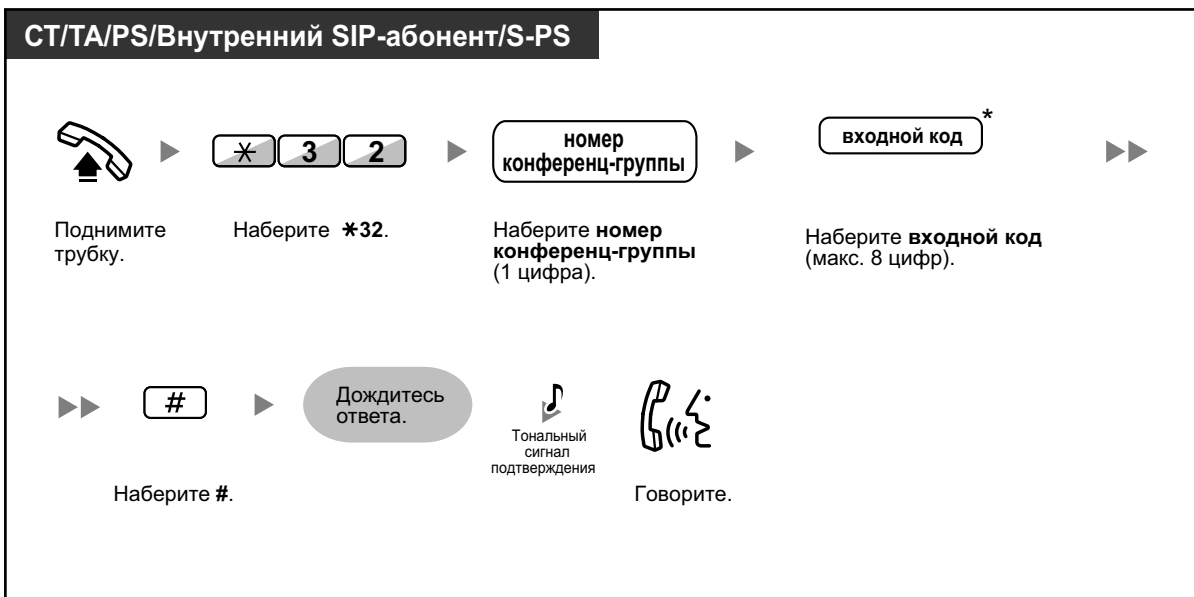 СТ/ТА/PS/Внутренний SIP-абонент/S-PS
* 3 2
номер
конференц-группы
входной код*
Поднимите
трубку.
Наберите *32.
Наберите номер
конференц-группы
(1 цифра).
Наберите входной код
(макс. 8 цифр).
#
Дождитесь
ответа.
Тональный
сигнал
подтверждения
Наберите #.
Говорите.